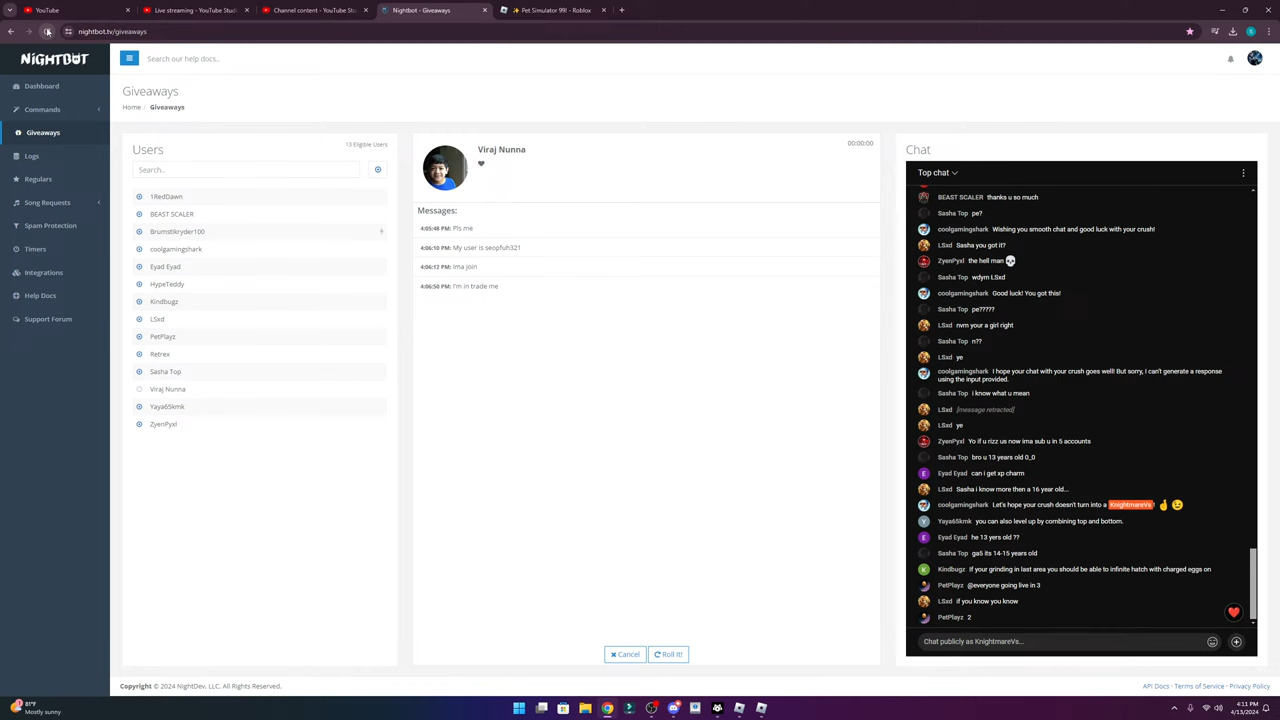 YouTube
Live streaming - YouTube Studi
Channel content - YouTube Stu
Nightbot - Giveaways
Pet Simulator 99! - Roblox
nightbot.tv/giveaways
S
NiGHTBOT
Search our help docs..
Dashboard
Commands
Giveaways
Logs
Regulars
Song Requests
Spam Protection
Timers
Integrations
Help Docs
Support Forum
Giveaways
Home / Giveaways
Users
13 Eligible Users
Search..
1RedDawn
BEAST SCALER
Brumstikryder100
coolgamingshark
Eyad Eyad
HypeTeddy
Kindbugz
LSxd
PetPlayz
Retrex
Sasha Top
Viraj Nunna
Yaya65kmk
ZyenPyxl
Viraj Nunna
00:00:00
Messages:
4:05:48 PM: Pls me
4:06:10 PM: My user is seopfuh321
4:06:12 PM: Ima join
4:06:50 PM: I'm in trade me
Cancel
Roll It!
Chat
Top chat
BEAST SCALER thanks u so much
Sasha Top pe?
coolgamingshark Wishing you smooth chat and good luck with your crush!
LSxd Sasha you got it?
ZyenPyxl the hell man
Sasha Top wdym LSxd
coolgamingshark Good luck! You got this!
Sasha Top pe?????
LSxd nvm your a girl right
Sasha Top n??
LSxd ye
coolgamingshark I hope your chat with your crush goes well! But sorry, I can't generate a response
using the input provided.
Sasha Top i know what u mean
LSxd [message retracted]
LSxd ye
ZyenPyxl Yo if u rizz us now ima sub u in 5 accounts
Sasha Top bro u 13 years old 0_0
Eyad Eyad can i get xp charm
LSxd Sasha i know more then a 16 year old...
coolgamingshark Let's hope your crush doesn't turn into a KnightmareVs!
Yaya65kmk you can also level up by combining top and bottom.
Eyad Eyad he 13 yers old ??
Sasha Top ga5 its 14-15 years old
Kindbugz If your grinding in last area you should be able to infinite hatch with charged eggs on
PetPlayz @everyone going live in 3
LSxd if you know you know
PetPlayz 2
Chat publicly as KnightmareVs...
Copyright © 2024 NightDev, LLC. All Rights Reserved.
API Docs · Terms of Service · Privacy Policy
81°F
Mostly sunny
4:11 PM
4/13/2024